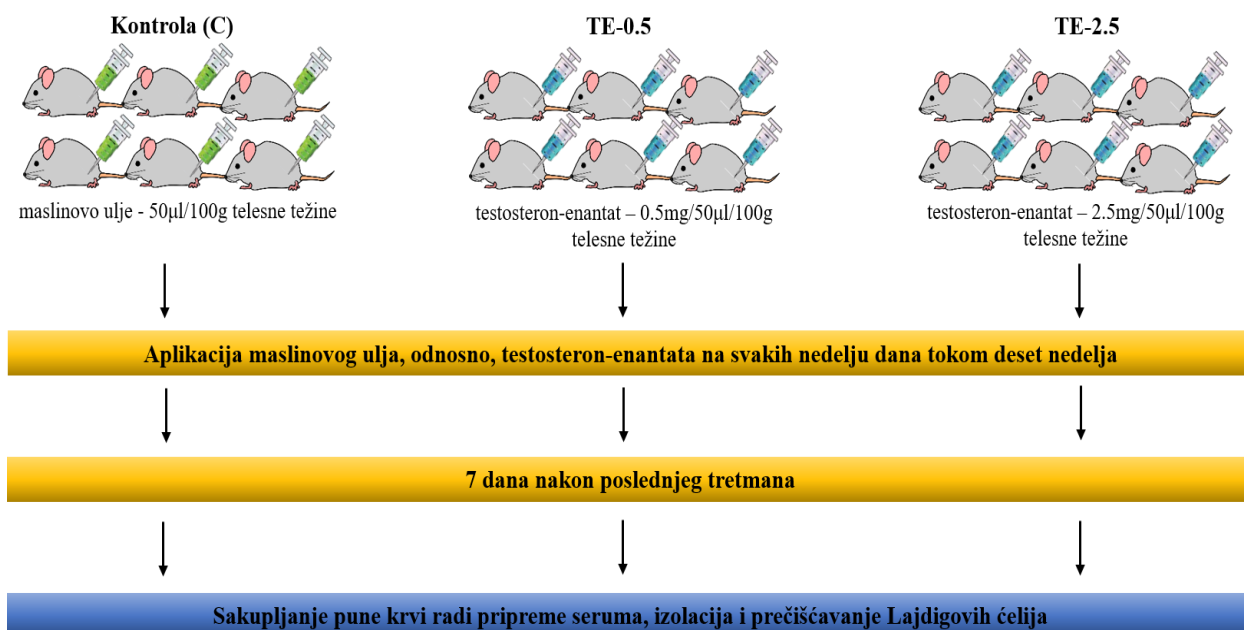 Kontrola (C)
TE-0.5
TE-2.5
maslinovo ulje - 50µl/100g telesne težine
testosteron-enantat – 0.5mg/50µl/100g
telesne težine
testosteron-enantat – 2.5mg/50µl/100g
telesne težine
Aplikacija maslinovog ulja, odnosno, testosteron-enantata na svakih nedelju dana tokom deset nedelja
7 dana nakon poslednjeg tretmana
Sakupljanje pune krvi radi pripreme seruma, izolacija i prečišćavanje Lajdigovih ćelija